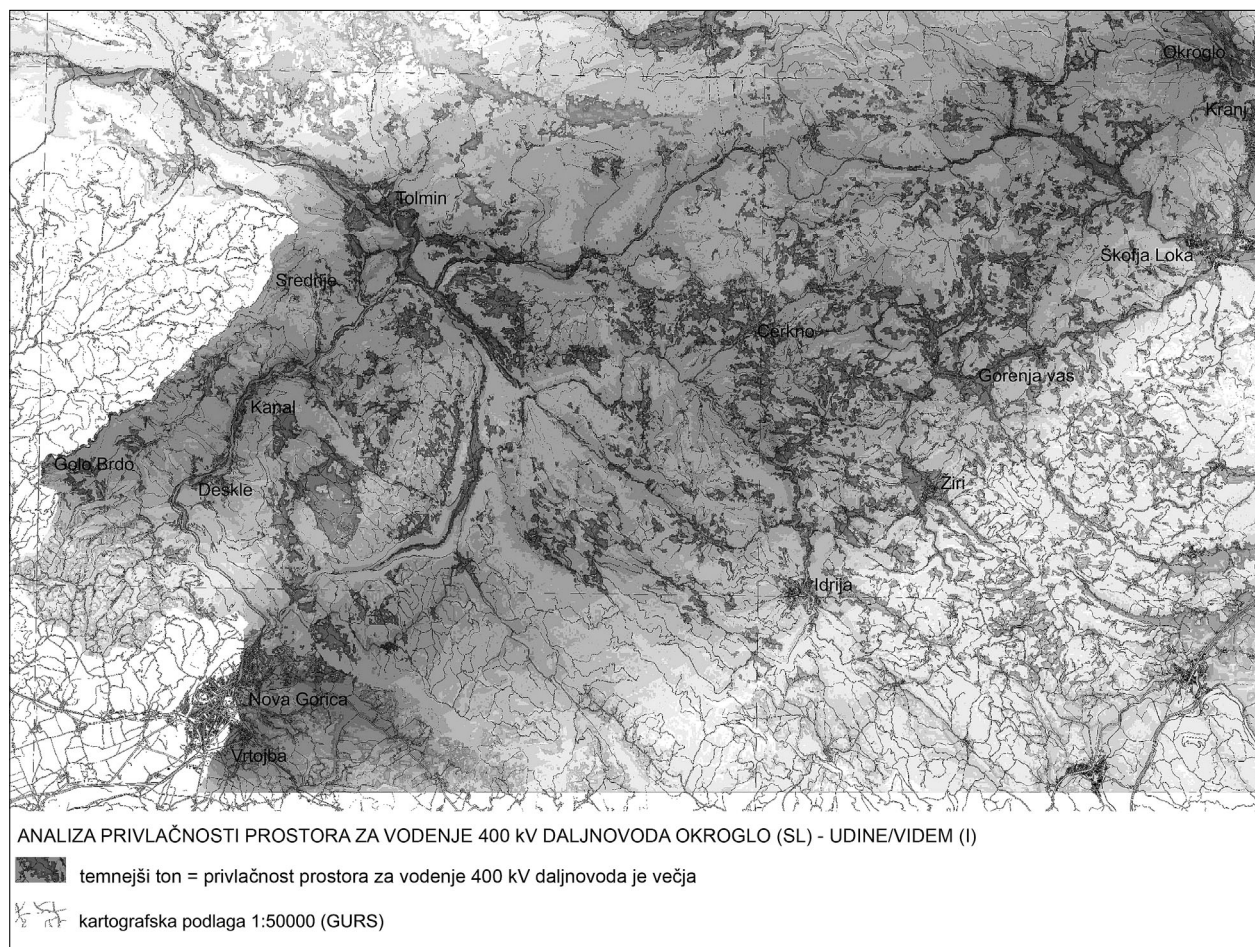 Okroglo
Kranj
Tolmin
Škofja Loka
Srednje
Cerkno
Gorenja vas
Kanal
Golo Brdo
Deskle
Žiri
Idrija
Nova Gorica
Vrtojba
ANALIZA PRIVLAČNOSTI PROSTORA ZA VODENJE 400 kV DALJNOVODA OKROGLO (SL) - UDINE/VIDEM (I)
temnejši ton = privlačnost prostora za vodenje 400 kV daljnovoda je večja
kartografska podlaga 1:50000 (GURS)